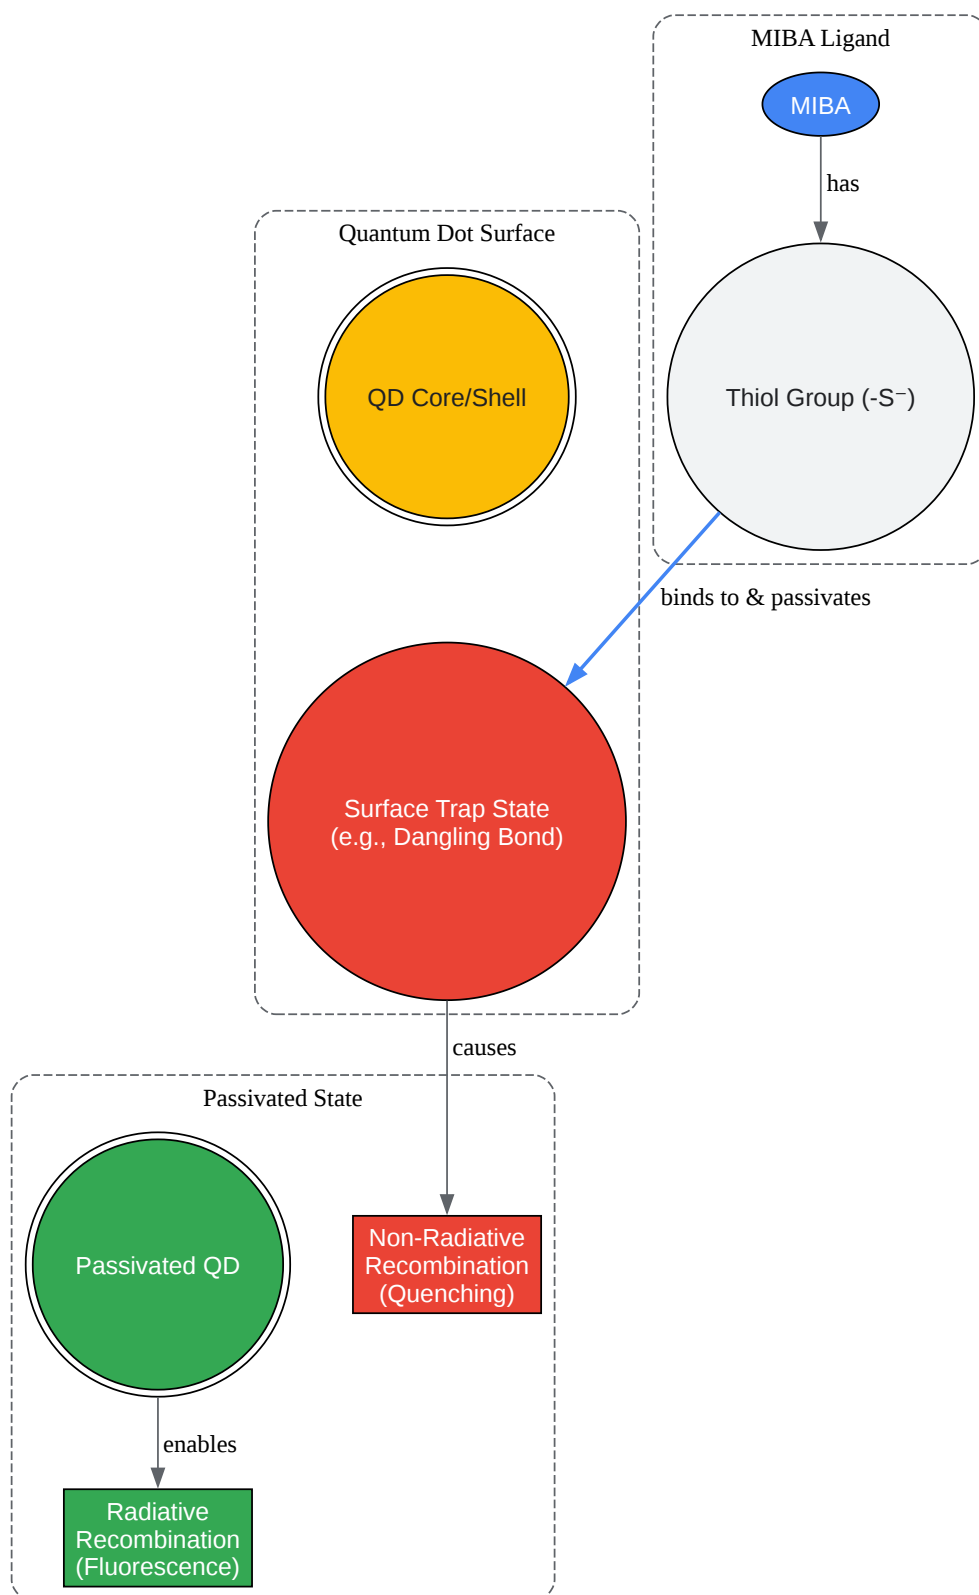 MIBA Ligand
MIBA
has
Quantum Dot Surface
QD Core/Shell
Thiol Group (-S⁻)
binds to & passivates
Surface Trap State
(e.g., Dangling Bond)
causes
Passivated State
Passivated QD
Non-Radiative
Recombination
(Quenching)
enables
Radiative
Recombination
(Fluorescence)